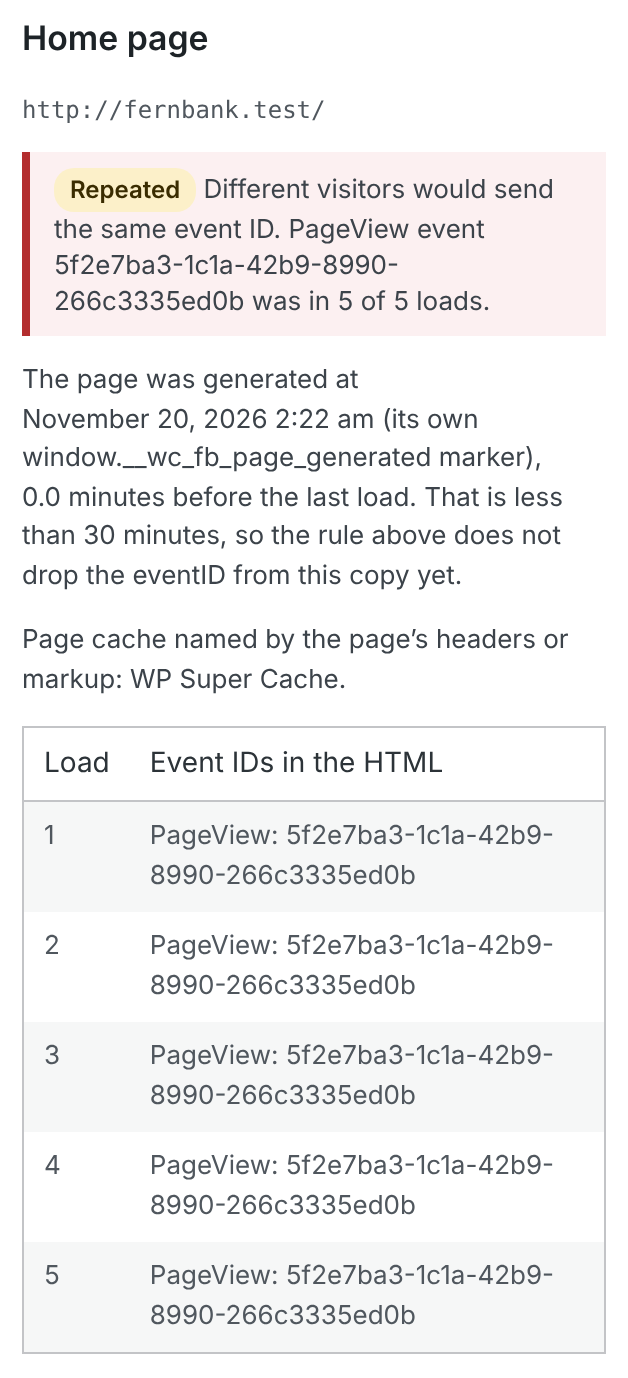 Home page
http://fernbank.test/
Repeated Different visitors would send
the same event ID. PageView event
5f2e7ba3-1c1a-42b9-8990-
266c3335ed0b was in 5 of 5 loads.
The page was generated at
November 20, 2026 2:22 am (its own
window.__wc_fb_page_generated marker),
0.0 minutes before the last load. That is less
than 30 minutes, so the rule above does not
drop the eventID from this copy yet.
Page cache named by the page’s headers or
markup: WP Super Cache.
Load Event IDs in the HTML
1 PageView: 5f2e7ba3-1c1a-42b9-
8990-266c3335ed0b
2 PageView: 5f2e7ba3-1c1a-42b9-
8990-266c3335ed0b
3 PageView: 5f2e7ba3-1c1a-42b9-
8990-266c3335ed0b
4 PageView: 5f2e7ba3-1c1a-42b9-
8990-266c3335ed0b
5 PageView: 5f2e7ba3-1c1a-42b9-
8990-266c3335ed0b